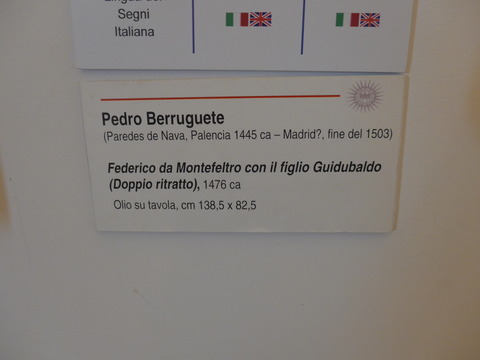 Segni
Italiana
Pedro Berruguete
(Paredes de Nava, Palencia 1445 ca – Madrid?, fine del 1503)
Federico da Montefeltro con il figlio Guidubaldo
(Doppio ritratto), 1476 ca
Olio su tavola, cm 138,5 x 82,5